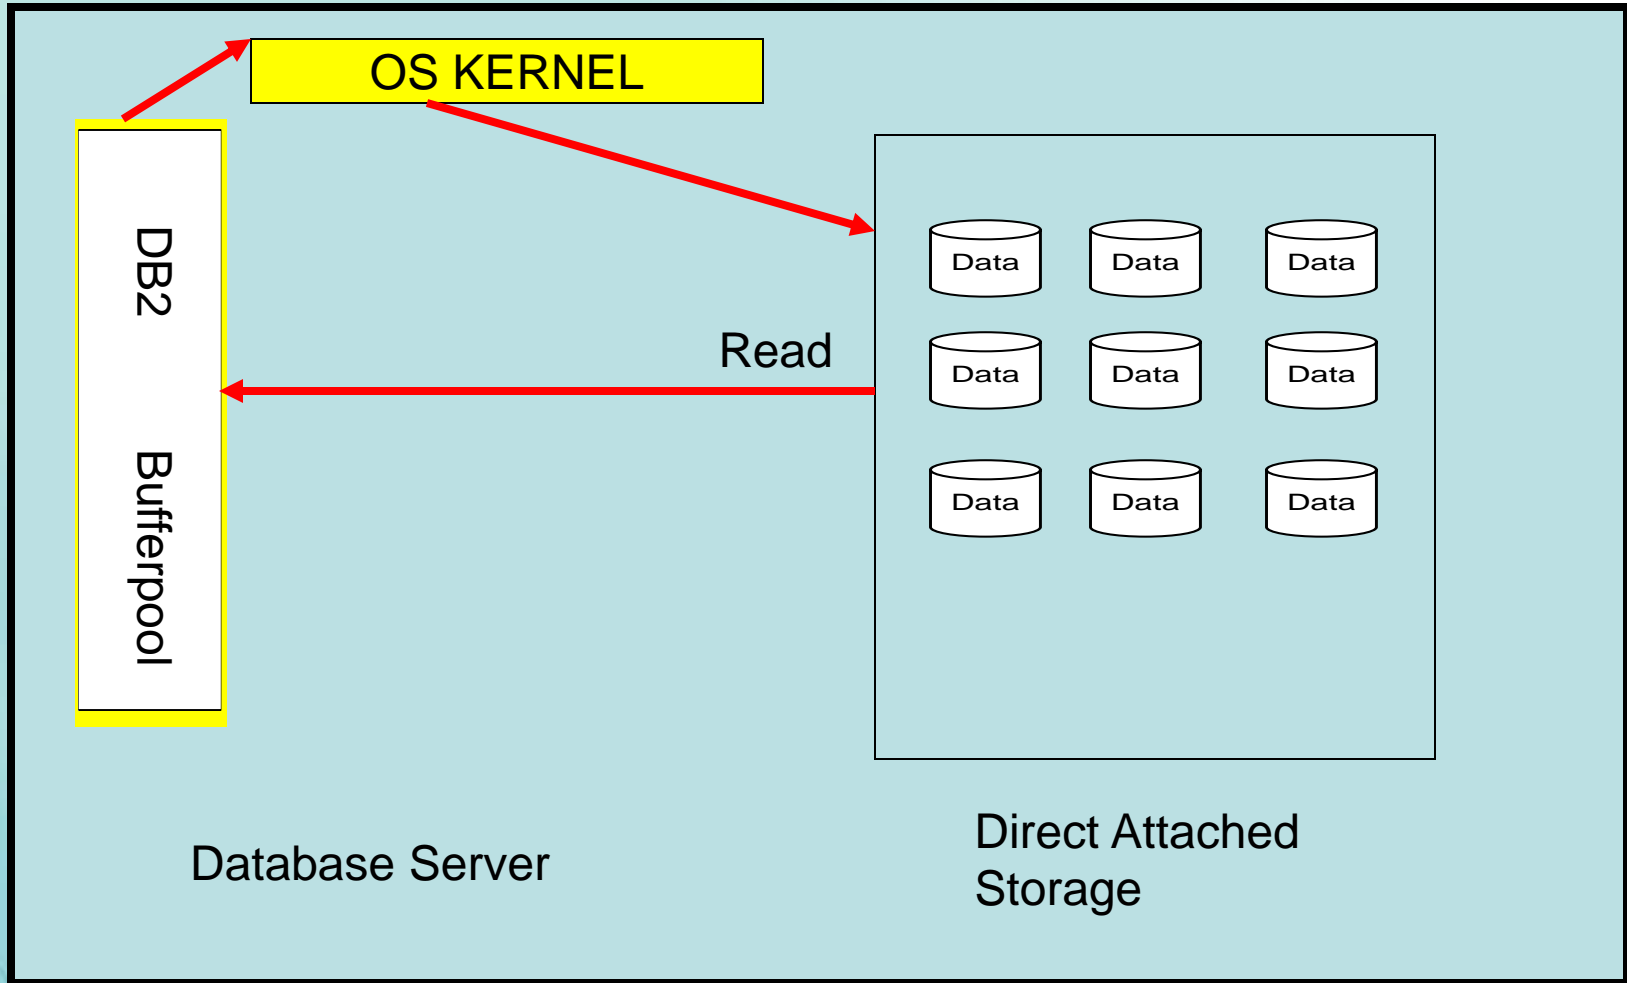 OS KERNEL
DB2 Bufferpool
Data Data Data
Read
Data Data Data
Data Data Data
Database Server
Direct Attached
Storage